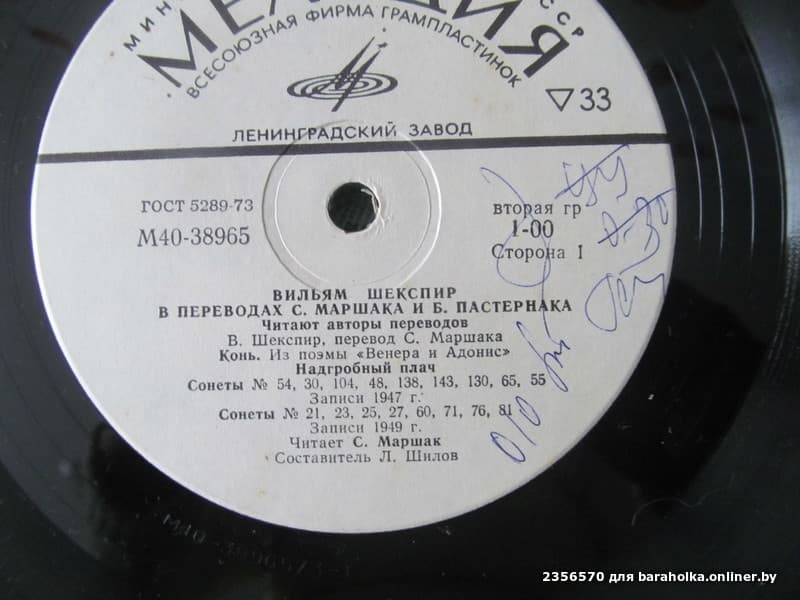 МЕЛОДИЯ
ВСЕСОЮЗНАЯ ФИРМА ГРАМПЛАСТИНОК
33
ЛЕНИНГРАДСКИЙ ЗАВОД
ГОСТ 5289-73
М40-38965
вторая гр
1-00
Сторона 1
ВИЛЬЯМ ШЕКСПИР
В ПЕРЕВОДАХ С. МАРШАКА И Б. ПАСТЕРНАКА
Читают авторы переводов
В. Шекспир, перевод С. Маршака
Конь. Из поэмы «Венера и Адонис»
Надгробный плач
Сонеты № 54, 30, 104, 48, 138, 143, 130, 65, 55
Записи 1947 г.
Сонеты № 21, 23, 25, 27, 60, 71, 76, 81
Записи 1949 г.
Читает С. Маршак
Составитель Л. Шилов
2356570 для baraholka.onliner.by